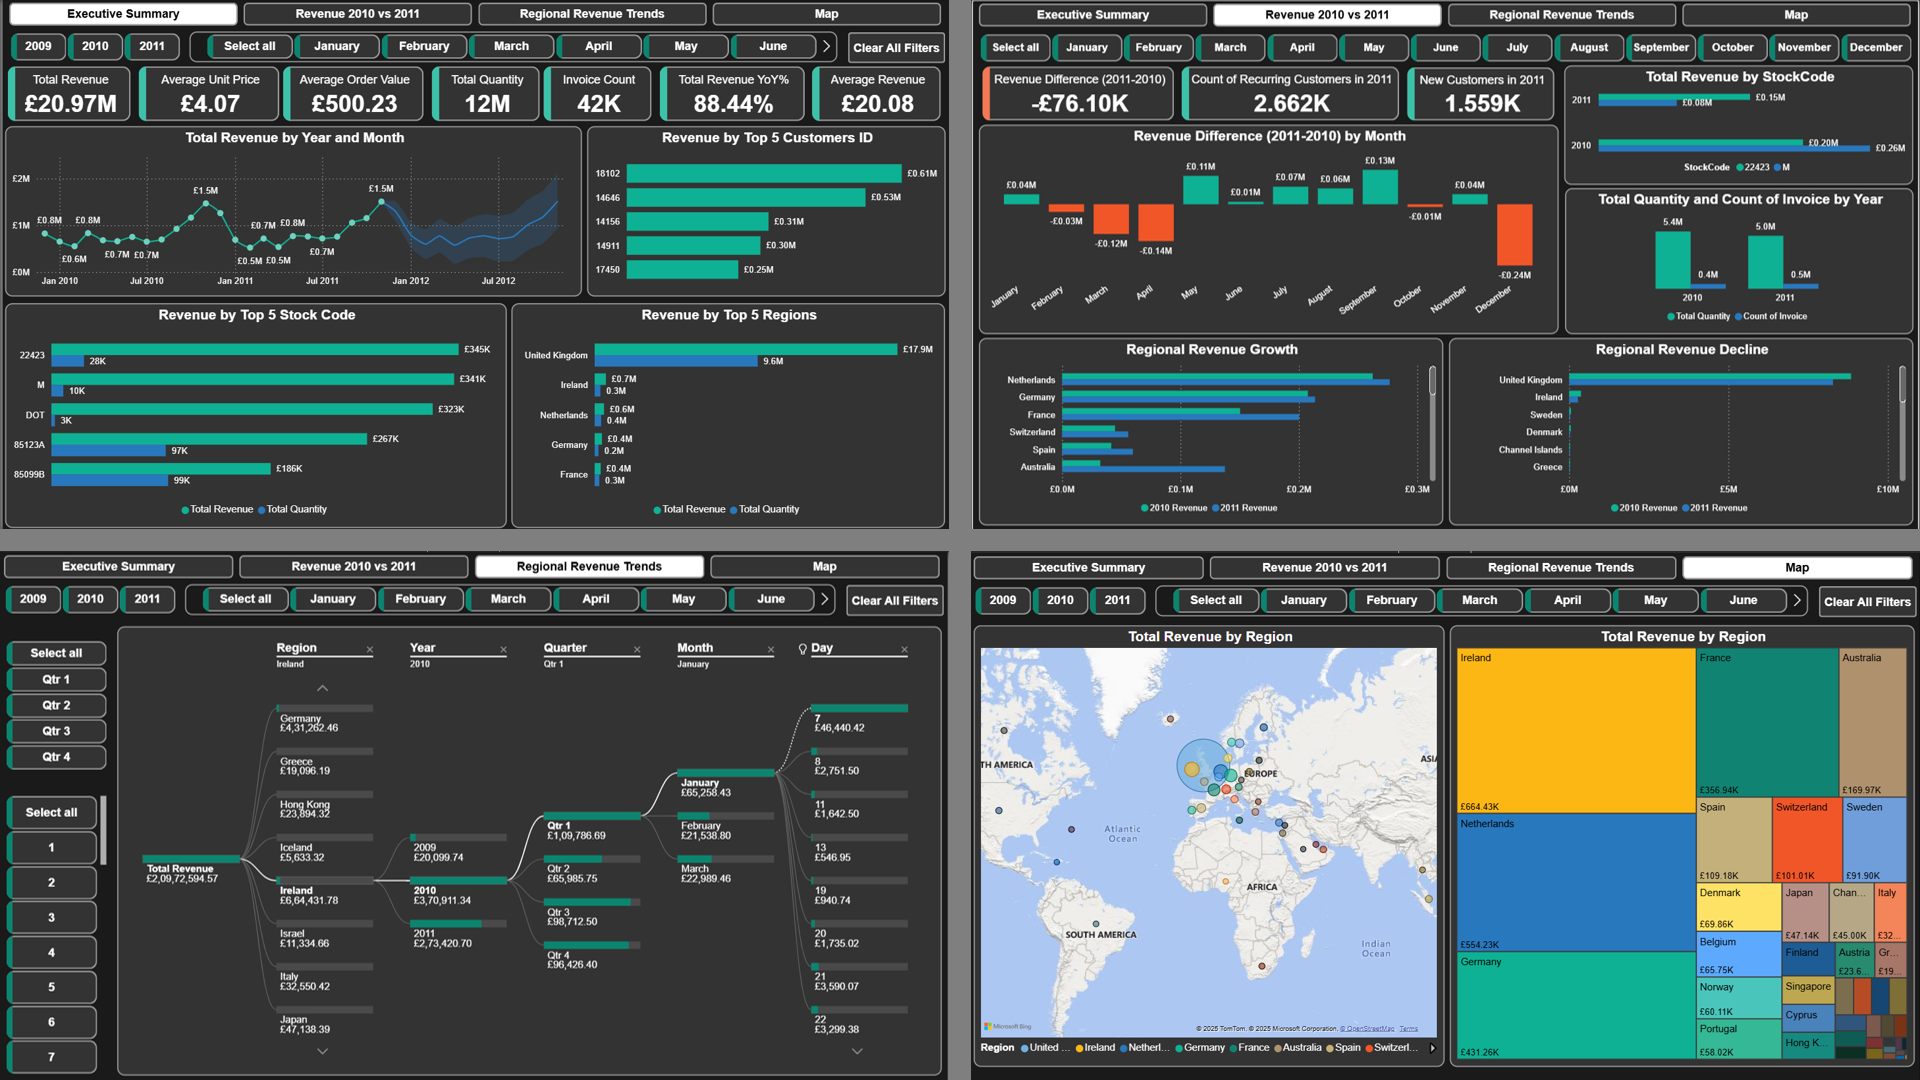 Executive Summary
Revenue 2010 vs 2011
Regional Revenue Trends
Map
2009
2010
2011
Select all
January
February
March
April
May
June
Clear All Filters
Total Revenue
£20.97M
Average Unit Price
£4.07
Average Order Value
£500.23
Total Quantity
12M
Invoice Count
42K
Total Revenue YoY%
88.44%
Average Revenue
£20.08
Total Revenue by Year and Month
£2M
£1M
£0M
£0.8M
£0.6M
£0.8M
£0.7M
£0.7M
£1.5M
£0.5M
£0.7M
£0.5M
£0.8M
£0.7M
£1.5M
Jan 2010
Jul 2010
Jan 2011
Jul 2011
Jan 2012
Jul 2012
Revenue by Top 5 Customers ID
18102
£0.61M
14646
£0.53M
14156
£0.31M
14911
£0.30M
17450
£0.25M
Revenue by Top 5 Stock Code
22423
£345K
28K
M
£341K
10K
DOT
£323K
3K
85123A
£267K
97K
85099B
£186K
99K
Total Revenue
Total Quantity
Revenue by Top 5 Regions
United Kingdom
£17.9M
9.6M
Ireland
£0.7M
0.3M
Netherlands
£0.6M
0.4M
Germany
£0.4M
0.2M
France
£0.4M
0.3M
Total Revenue
Total Quantity
Executive Summary
Revenue 2010 vs 2011
Regional Revenue Trends
Map
Select all
January
February
March
April
May
June
July
August
September
October
November
December
Revenue Difference (2011-2010)
-£76.10K
Count of Recurring Customers in 2011
2.662K
New Customers in 2011
1.559K
Total Revenue by StockCode
2011
£0.15M
£0.08M
2010
£0.20M
£0.26M
StockCode
22423
M
Revenue Difference (2011-2010) by Month
£0.04M
-£0.03M
-£0.12M
-£0.14M
£0.11M
£0.01M
£0.07M
£0.06M
£0.13M
-£0.01M
£0.04M
-£0.24M
January
February
March
April
May
June
July
August
September
October
November
December
Total Quantity and Count of Invoice by Year
5.4M
0.4M
5.0M
0.5M
2010
2011
Total Quantity
Count of Invoice
Regional Revenue Growth
Netherlands
Germany
France
Switzerland
Spain
Australia
£0.0M
£0.1M
£0.2M
£0.3M
2010 Revenue
2011 Revenue
Regional Revenue Decline
United Kingdom
Ireland
Sweden
Denmark
Channel Islands
Greece
£0M
£5M
£10M
2010 Revenue
2011 Revenue
Executive Summary
Revenue 2010 vs 2011
Regional Revenue Trends
Map
2009
2010
2011
Select all
January
February
March
April
May
June
Clear All Filters
Select all
Qtr 1
Qtr 2
Qtr 3
Qtr 4
Select all
1
2
3
4
5
6
7
Region
Ireland
Year
2010
Quarter
Qtr 1
Month
January
Day
Total Revenue
£2,09,72,594.57
Germany
£4,31,262.46
Greece
£19,096.19
Hong Kong
£23,894.32
Iceland
£5,633.32
Ireland
£6,64,431.78
Israel
£11,334.66
Italy
£32,550.42
Japan
£47,138.39
2009
£20,099.74
2010
£3,70,911.34
2011
£2,73,420.70
Qtr 1
£1,09,786.69
Qtr 2
£65,985.75
Qtr 3
£98,712.50
Qtr 4
£96,426.40
January
£65,258.43
February
£21,538.80
March
£22,989.46
7
£46,440.42
8
£2,751.50
11
£1,642.50
13
£546.95
19
£940.74
20
£1,735.02
21
£3,590.07
22
£3,299.38
Executive Summary
Revenue 2010 vs 2011
Regional Revenue Trends
Map
2009
2010
2011
Select all
January
February
March
April
May
June
Clear All Filters
Total Revenue by Region
TH AMERICA
EUROPE
ASI
Atlantic
Ocean
AFRICA
SOUTH AMERICA
Indian
Ocean
Microsoft Bing
© 2025 TomTom, © 2025 Microsoft Corporation, © OpenStreetMap Terms
Region
United ...
Ireland
Netherl...
Germany
France
Australia
Spain
Switzerl...
Total Revenue by Region
Ireland
£664.43K
Netherlands
£554.23K
Germany
£431.26K
France
£356.94K
Australia
£169.97K
Spain
£109.18K
Switzerland
£101.01K
Sweden
£91.90K
Denmark
£69.86K
Belgium
£65.75K
Norway
£60.11K
Portugal
£58.02K
Japan
£47.14K
Chan...
£45.00K
Italy
£32...
Finland
Austria
£23.6...
Gr...
£19...
Singapore
Cyprus
Hong K...